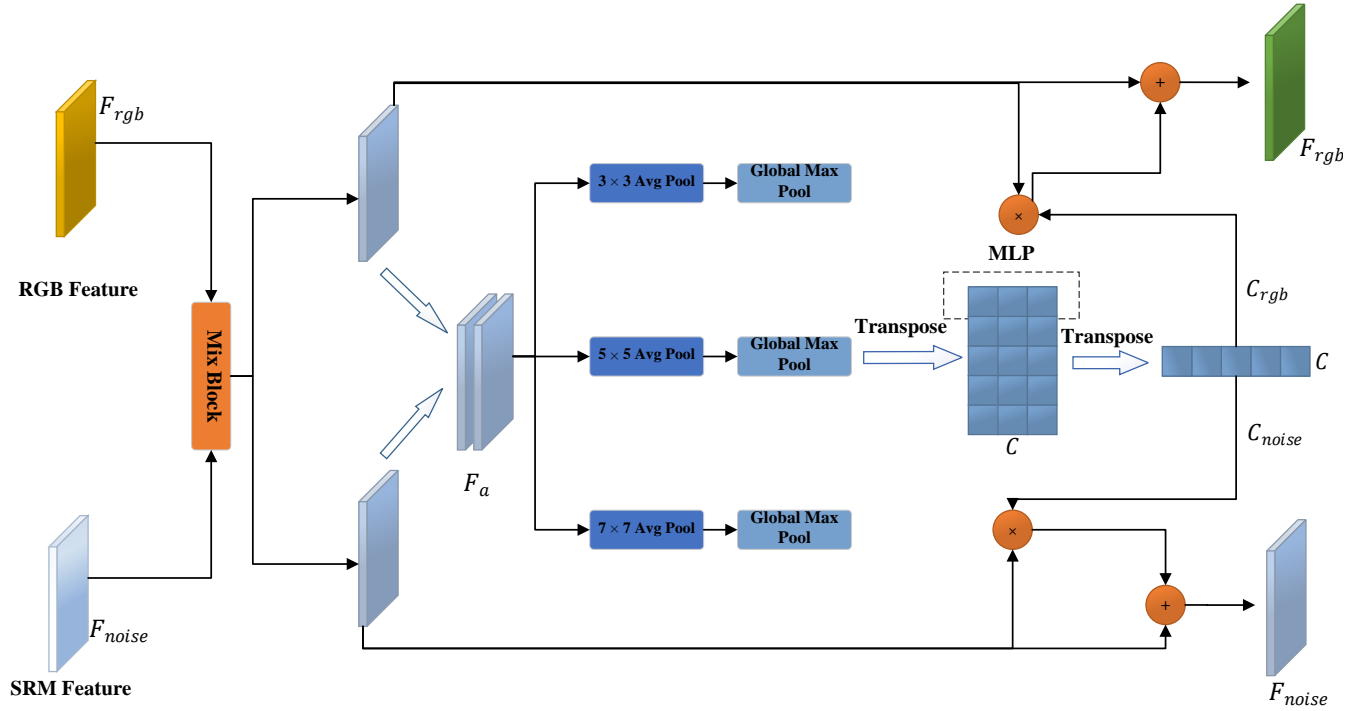 F_rgb
RGB Feature
Mix Block
F_noise
SRM Feature
F_a
3 × 3 Avg Pool
Global Max
Pool
5 × 5 Avg Pool
Global Max
Pool
7 × 7 Avg Pool
Global Max
Pool
Transpose
MLP
×
C
Transpose
C_rgb
C
C_noise
×
+
F_rgb
+
F_noise